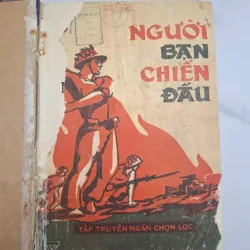 NGƯỜI
BẠN
CHIẾN
ĐẤU
TẬP TRUYỆN NGẮN CHỌN LỌC